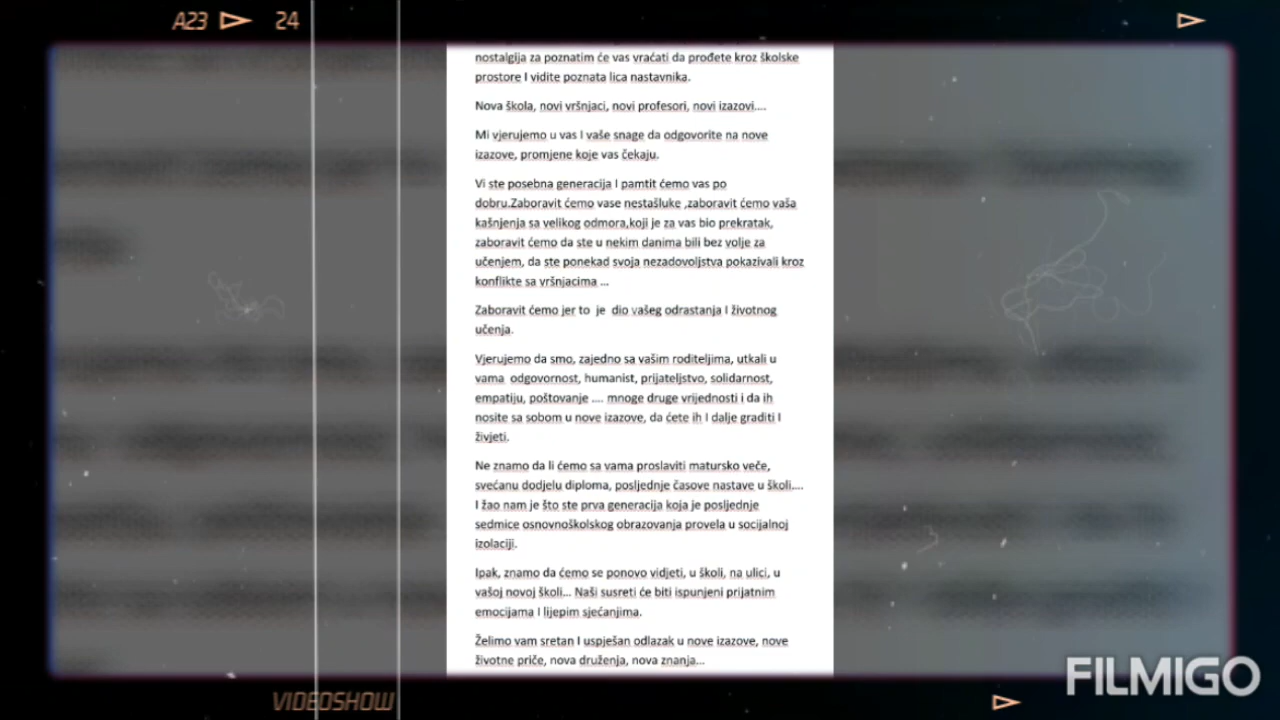 A23 24
nostalgija za poznatim će vas vraćati da prođete kroz školske
prostore I vidite poznata lica nastavnika.
Nova škola, novi vršnjaci, novi profesori, novi izazovi....
Mi vjerujemo u vas I vaše snage da odgovorite na nove
izazove, promjene koje vas čekaju.
Vi ste posebna generacija I pamtit ćemo vas po
dobru.Zaboravit ćemo vase nestašluke ,zaboravit ćemo vaša
kašnjenja sa velikog odmora,koji je za vas bio prekratak,
zaboravit ćemo da ste u nekim danima bili bez volje za
učenjem, da ste ponekad svoja nezadovoljstva pokazivali kroz
konflikte sa vršnjacima ...
Zaboravit ćemo jer to je dio vašeg odrastanja I životnog
učenja.
Vjerujemo da smo, zajedno sa vašim roditeljima, utkali u
vama odgovornost, humanist, prijateljstvo, solidarnost,
empatiju, poštovanje .... mnoge druge vrijednosti i da ih
nosite sa sobom u nove izazove, da ćete ih I dalje graditi I
živjeti.
Ne znamo da li ćemo sa vama proslaviti matursko veče,
svečanu dodjelu diploma, posljednje časove nastave u školi....
I žao nam je što ste prva generacija koja je posljednje
sedmice osnovnoškolskog obrazovanja provela u socijalnoj
izolaciji.
Ipak, znamo da ćemo se ponovo vidjeti, u školi, na ulici, u
vašoj novoj školi... Naši susreti će biti ispunjeni prijatnim
emocijama I lijepim sjećanjima.
Želimo vam sretan I uspješan odlazak u nove izazove, nove
životne priče, nova druženja, nova znanja...
VIDEOSHOW
FILMIGO